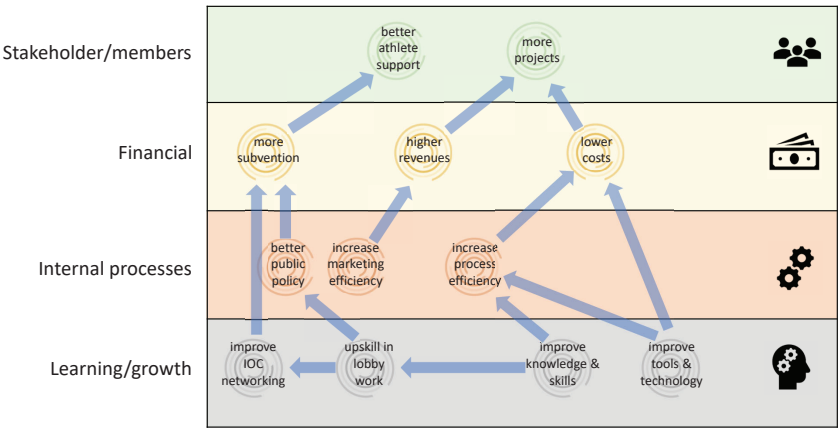 Stakeholder/members
better
athlete
support
more
projects
Financial
more
subvention
higher
revenues
lower
costs
Internal processes
better
public
policy
increase
marketing
efficiency
increase
process
efficiency
Learning/growth
improve
IOC
networking
upskill in
lobby
work
improve
knowledge &
skills
improve
tools &
technology